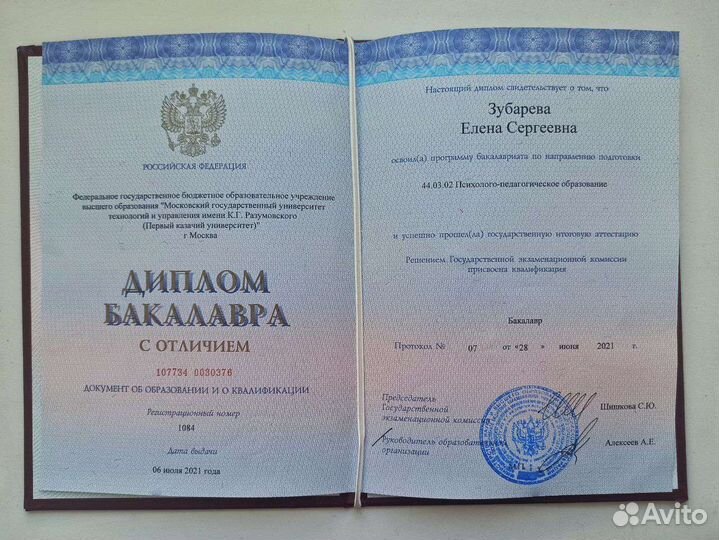 РОССИЙСКАЯ ФЕДЕРАЦИЯ
Федеральное государственное бюджетное образовательное учреждение
высшего образования "Московский государственный университет
технологий и управления имени К.Г. Разумовского
(Первый казачий университет)"
г Москва
ДИПЛОМ
БАКАЛАВРА
С ОТЛИЧИЕМ
107734 0030376
ДОКУМЕНТ ОБ ОБРАЗОВАНИИ И О КВАЛИФИКАЦИИ
Регистрационный номер
1084
Дата выдачи
06 июля 2021 года
Настоящий диплом свидетельствует о том, что
Зубарева
Елена Сергеевна
освоил(а) программу бакалавриата по направлению подготовки
44.03.02 Психолого-педагогическое образование
и успешно прошел(ла) государственную итоговую аттестацию
Решением Государственной экзаменационной комиссии
присвоена квалификация
Бакалавр
Протокол № 07 от «28 » июня 2021 г.
Председатель
Государственной
экзаменационной комиссии
Шишкова С.Ю.
Руководитель образовательной
организации
Алексеев А.Е.
Avito